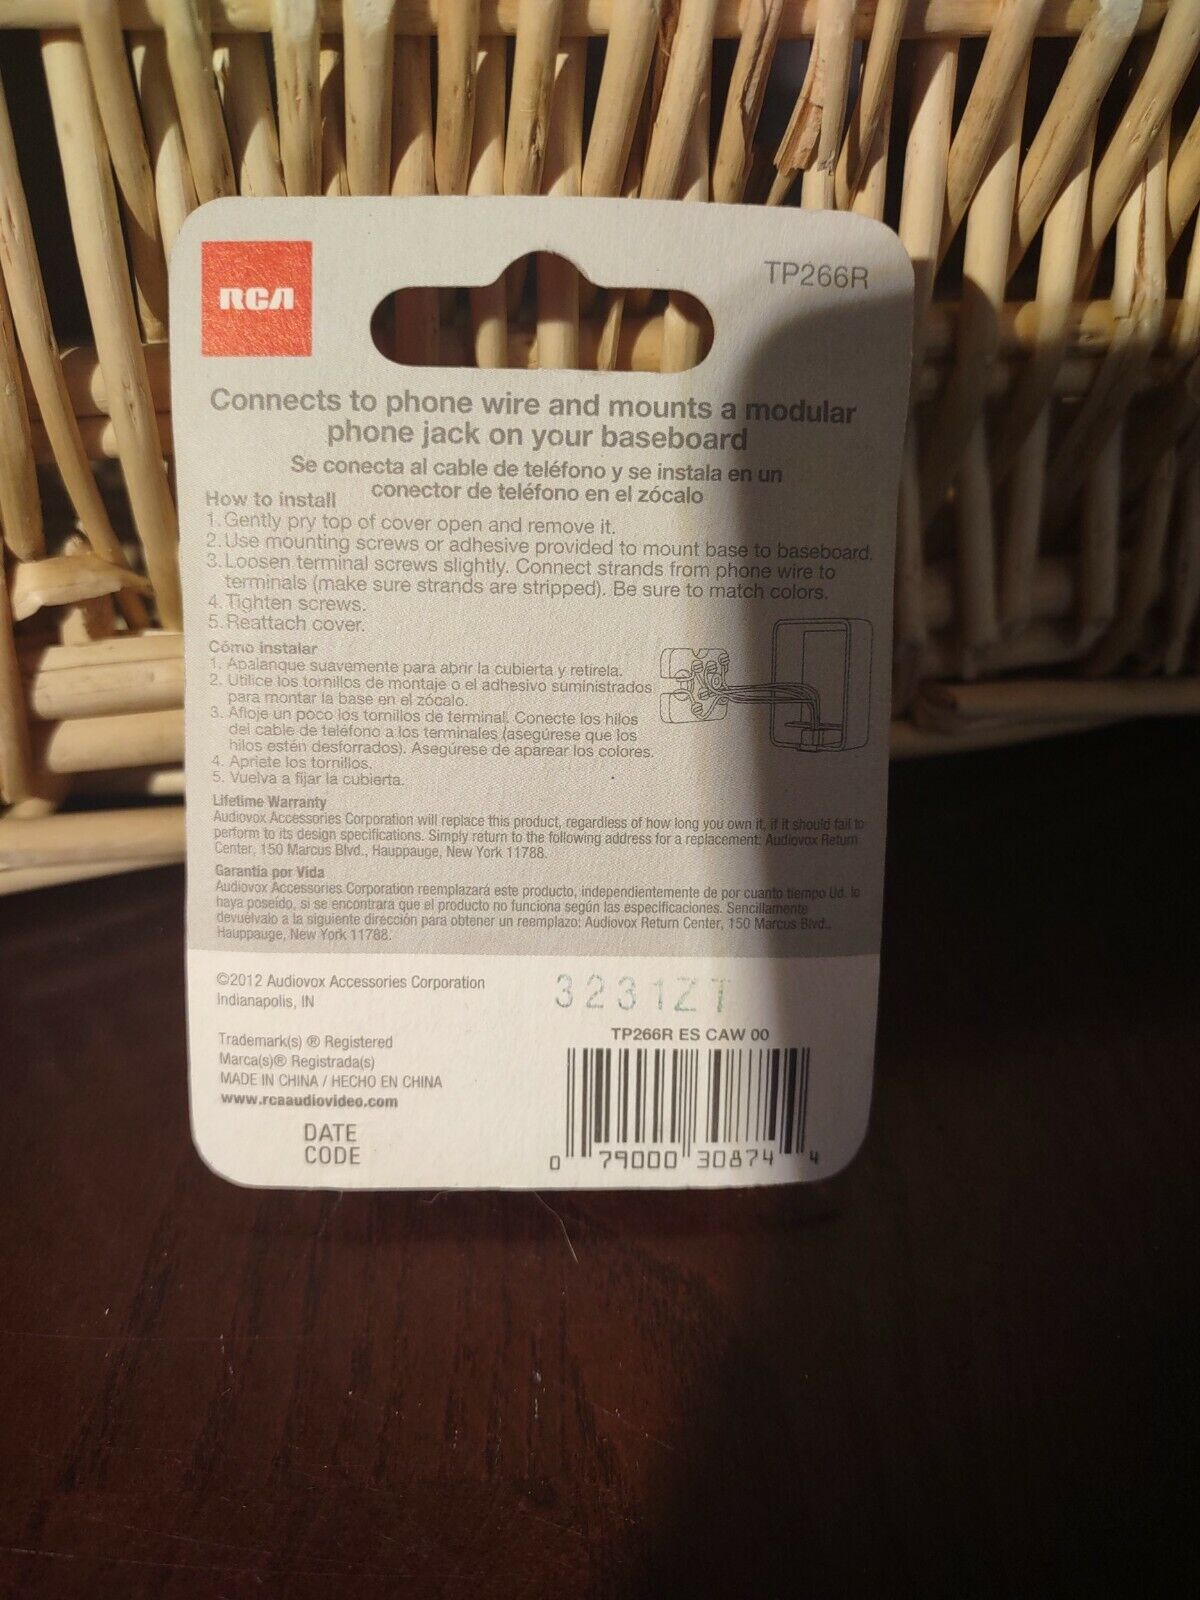 RCA
TP266R
Connects to phone wire and mounts a modular
phone jack on your baseboard
Se conecta al cable de teléfono y se instala en un
conector de teléfono en el zócalo
How to install
1. Gently pry top of cover open and remove it.
2. Use mounting screws or adhesive provided to mount base to baseboard.
3. Loosen terminal screws slightly. Connect strands from phone wire to
terminals (make sure strands are stripped). Be sure to match colors.
4. Tighten screws.
5. Reattach cover.
Cómo instalar
1. Apalanque suavemente para abrir la cubierta y retírela.
2. Utilice los tornillos de montaje o el adhesivo suministrados
para montar la base en el zócalo.
3. Afloje un poco los tornillos de terminal. Conecte los hilos
del cable de teléfono a los terminales (asegúrese que los
hilos estén desforrados). Asegúrese de aparear los colores.
4. Apriete los tornillos.
5. Vuelva a fijar la cubierta.
Lifetime Warranty
Audiovox Accessories Corporation will replace this product, regardless of how long you own it, if it should fail to
perform to its design specifications. Simply return to the following address for a replacement: Audiovox Return
Center, 150 Marcus Blvd., Hauppauge, New York 11788.
Garantía por Vida
Audiovox Accessories Corporation reemplazará este producto, independientemente de por cuanto tiempo Ud. lo
haya poseído, si se encontrara que el producto no funciona según las especificaciones. Sencillamente
devuélvalo a la siguiente dirección para obtener un reemplazo: Audiovox Return Center, 150 Marcus Blvd.,
Hauppauge, New York 11788.
©2012 Audiovox Accessories Corporation
Indianapolis, IN
Trademark(s) ® Registered
Marca(s)® Registrada(s)
MADE IN CHINA / HECHO EN CHINA
www.rcaaudiovideo.com
DATE
CODE
3231ZT
TP266R ES CAW 00
0 79000 30874 4